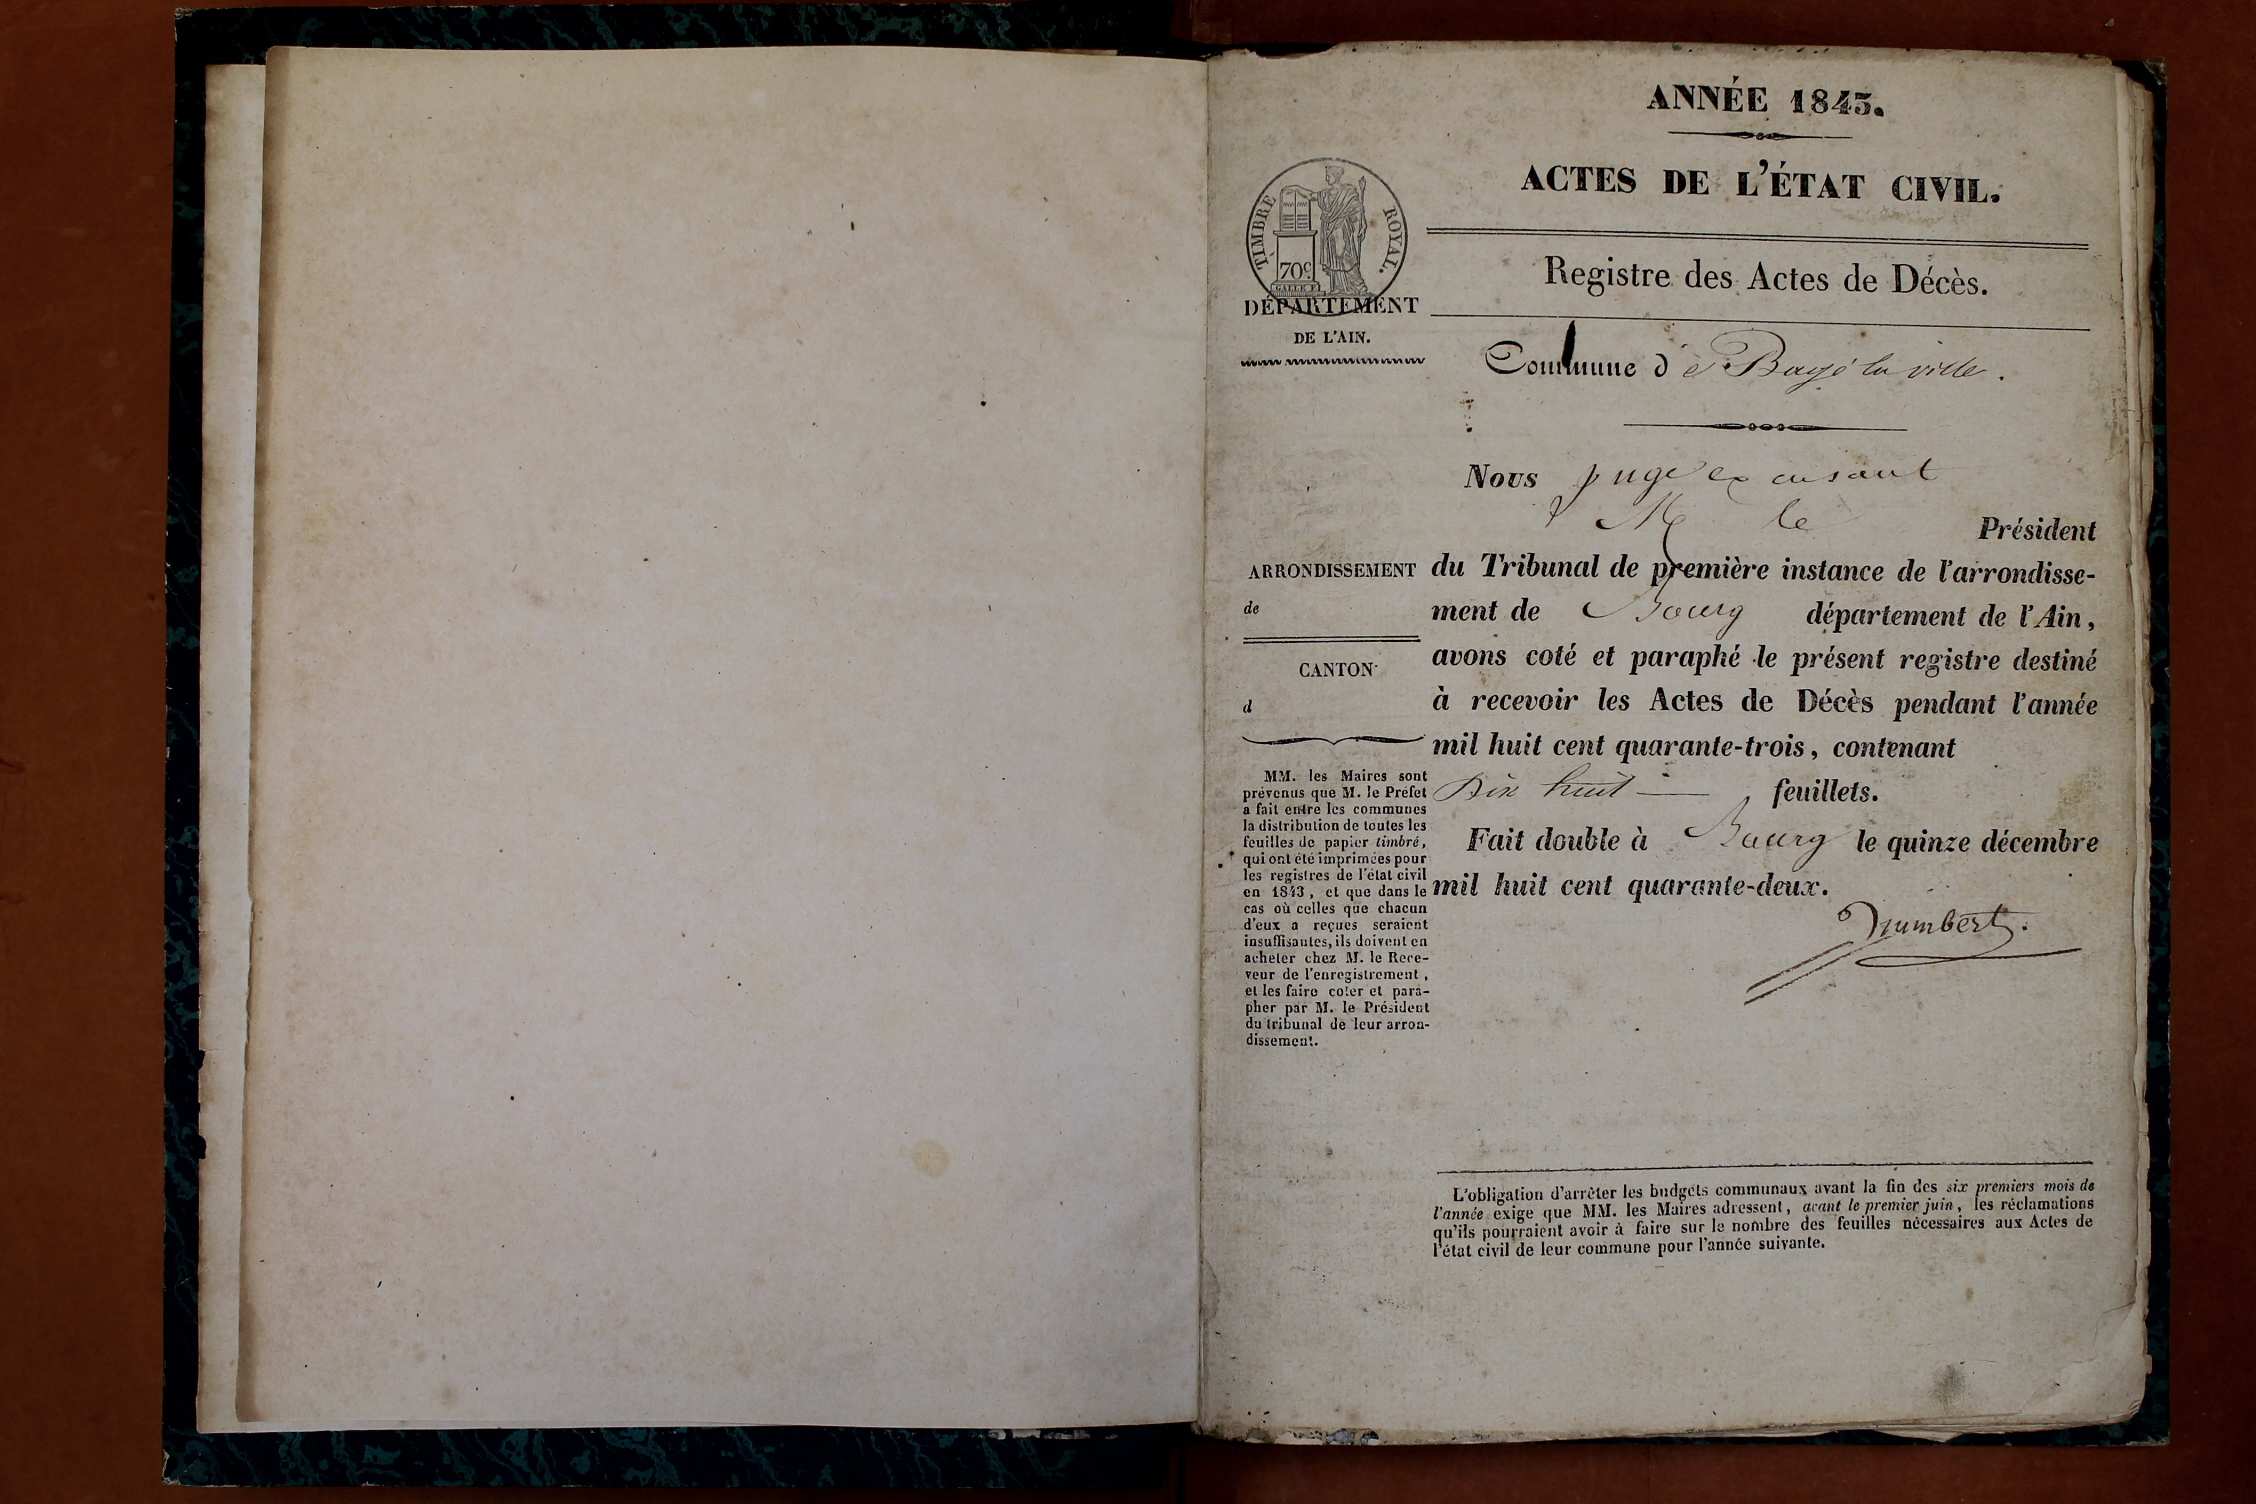 ANNÉE 1843.
ACTES DE L'ÉTAT CIVIL.
TIMBRE ROYAL.
70c
Registre des Actes de Décès.
DÉPARTEMENT
DE L'AIN.
Commune de Bagé la ville.
Nous juge excusant
M le Président
ARRONDISSEMENT
de
CANTON
d
du Tribunal de première instance de l'arrondisse-
ment de Bourg département de l'Ain,
avons coté et paraphé le présent registre destiné
à recevoir les Actes de Décès pendant l'année
mil huit cent quarante-trois, contenant
Dix huit feuillets.
Fait double à Bourg le quinze décembre
mil huit cent quarante-deux.
MM. les Maires sont
prévenus que M. le Préfet
a fait entre les communes
la distribution de toutes les
feuilles de papier timbré,
qui ont été imprimées pour
les registres de l'état civil
en 1843, et que dans le
cas où celles que chacun
d'eux a reçues seraient
insuffisantes, ils doivent en
acheter chez M. le Rece-
veur de l'enregistrement,
et les faire coter et para-
pher par M. le Président
du tribunal de leur arron-
dissement.
L'obligation d'arrêter les budgets communaux avant la fin des six premiers mois de
l'année exige que MM. les Maires adressent, avant le premier juin, les réclamations
qu'ils pourraient avoir à faire sur le nombre des feuilles nécessaires aux Actes de
l'état civil de leur commune pour l'année suivante.